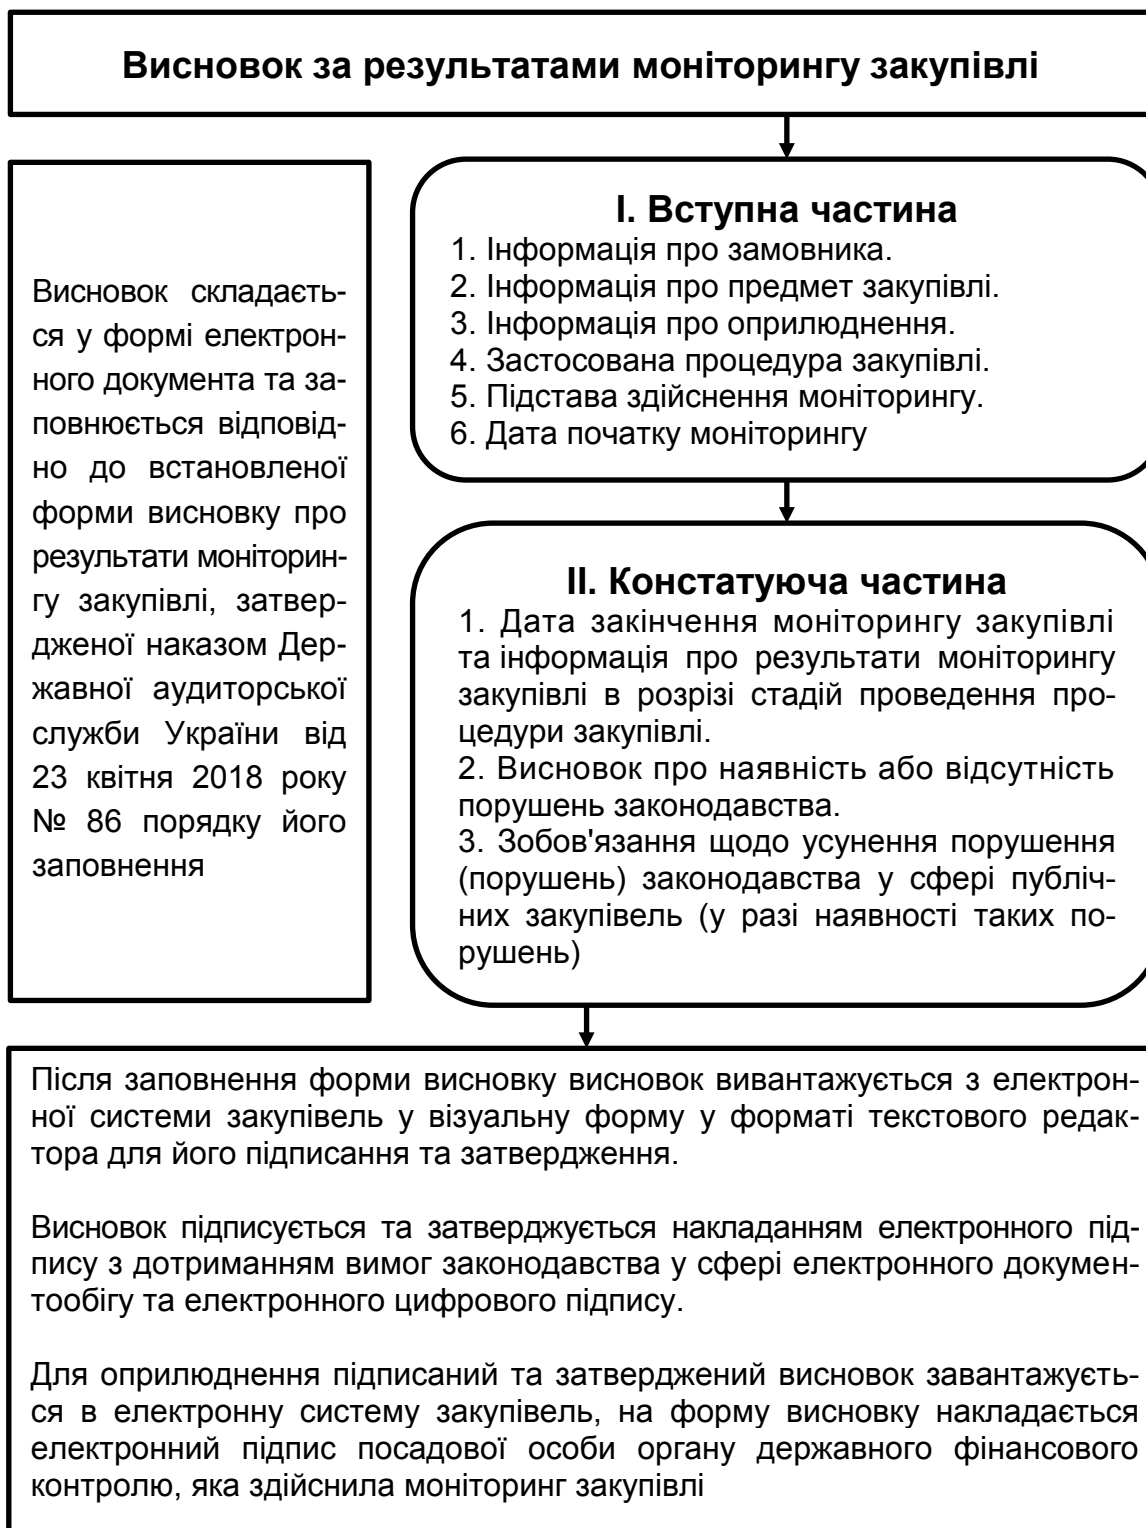 Висновок за результатами моніторингу закупівлі
Висновок складаєть-
ся у формі електрон-
ного документа та за-
повнюється відповід-
но до встановленої
форми висновку про
результати моніторин-
гу закупівлі, затвер-
дженої наказом Дер-
жавної аудиторської
служби України від
23 квітня 2018 року
№ 86 порядку його
заповнення
І. Вступна частина
1. Інформація про замовника.
2. Інформація про предмет закупівлі.
3. Інформація про оприлюднення.
4. Застосована процедура закупівлі.
5. Підстава здійснення моніторингу.
6. Дата початку моніторингу
ІІ. Констатуюча частина
1. Дата закінчення моніторингу закупівлі
та інформація про результати моніторингу
закупівлі в розрізі стадій проведення про-
цедури закупівлі.
2. Висновок про наявність або відсутність
порушень законодавства.
3. Зобов'язання щодо усунення порушення
(порушень) законодавства у сфері публіч-
них закупівель (у разі наявності таких по-
рушень)
Після заповнення форми висновку висновок вивантажується з електрон-
ної системи закупівель у візуальну форму у форматі текстового редак-
тора для його підписання та затвердження.
Висновок підписується та затверджується накладанням електронного під-
пису з дотриманням вимог законодавства у сфері електронного докумен-
тообігу та електронного цифрового підпису.
Для оприлюднення підписаний та затверджений висновок завантажуєть-
ся в електронну систему закупівель, на форму висновку накладається
електронний підпис посадової особи органу державного фінансового
контролю, яка здійснила моніторинг закупівлі